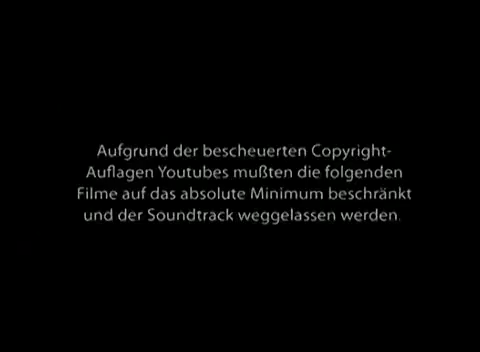 Aufgrund der bescheuerten Copyright-
Auflagen Youtubes mußten die folgenden
Filme auf das absolute Minimum beschränkt
und der Soundtrack weggelassen werden.